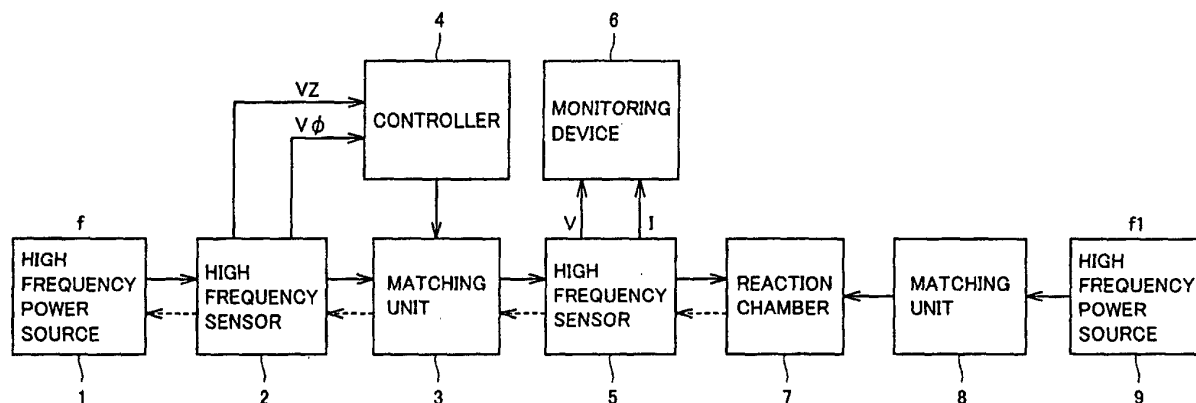 4
6
VZ
Vφ
CONTROLLER
MONITORING
DEVICE
V
I
f
f1
HIGH
FREQUENCY
POWER
SOURCE
HIGH
FREQUENCY
SENSOR
MATCHING
UNIT
HIGH
FREQUENCY
SENSOR
REACTION
CHAMBER
MATCHING
UNIT
HIGH
FREQUENCY
POWER
SOURCE
1
2
3
5
7
8
9